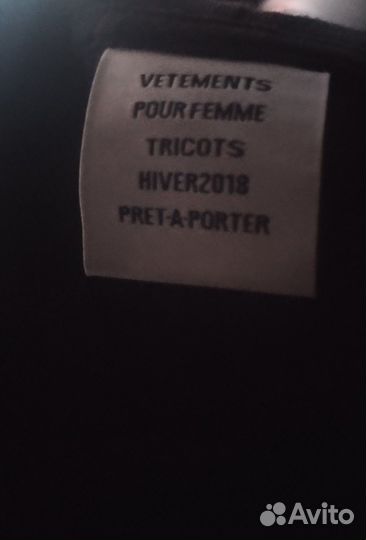 VETEMENTS
POUR FEMME
TRICOTS
HIVER2018
PRET-A-PORTER
Avito